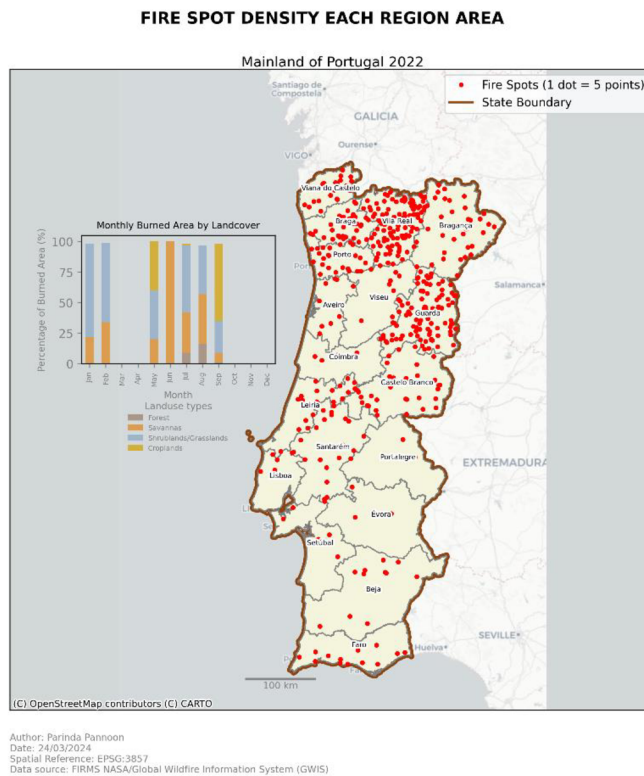 FIRE SPOT DENSITY EACH REGION AREA
Mainland of Portugal 2022
Fire Spots (1 dot = 5 points)
State Boundary
Santiago de
Compostela
GALICIA
Ourense
VIGO
Viana do Castelo
Braga
Vila Real
Bragança
Porto
Salamanca
Aveiro
Viseu
Guarda
Coimbra
Castelo Branco
Leiria
Santarém
Portalegre
EXTREMADURA
Lisboa
Évora
Setúbal
Beja
SEVILLE
Faro
Huelva
100 km
Monthly Burned Area by Landcover
Percentage of Burned Area (%)
100
75
50
25
0
Jan
Feb
Mar
Apr
May
Jun
Jul
Aug
Sep
Oct
Nov
Dec
Month
Landuse types
Forest
Savannas
Shrublands/Grasslands
Croplands
(C) OpenStreetMap contributors (C) CARTO
Author: Parinda Pannoon
Date: 24/03/2024
Spatial Reference: EPSG:3857
Data source: FIRMS NASA/Global Wildfire Information System (GWIS)